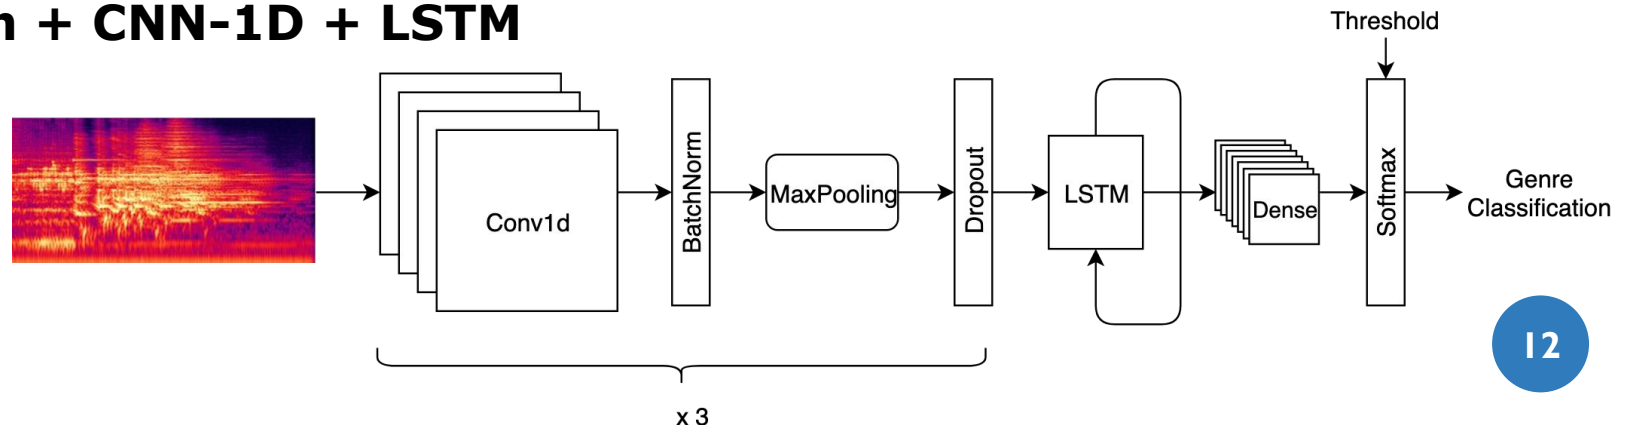 + CNN-1D + LSTM
Threshold
Conv1d
BatchNorm
MaxPooling
Dropout
LSTM
Dense
Softmax
Genre
Classification
12
x 3